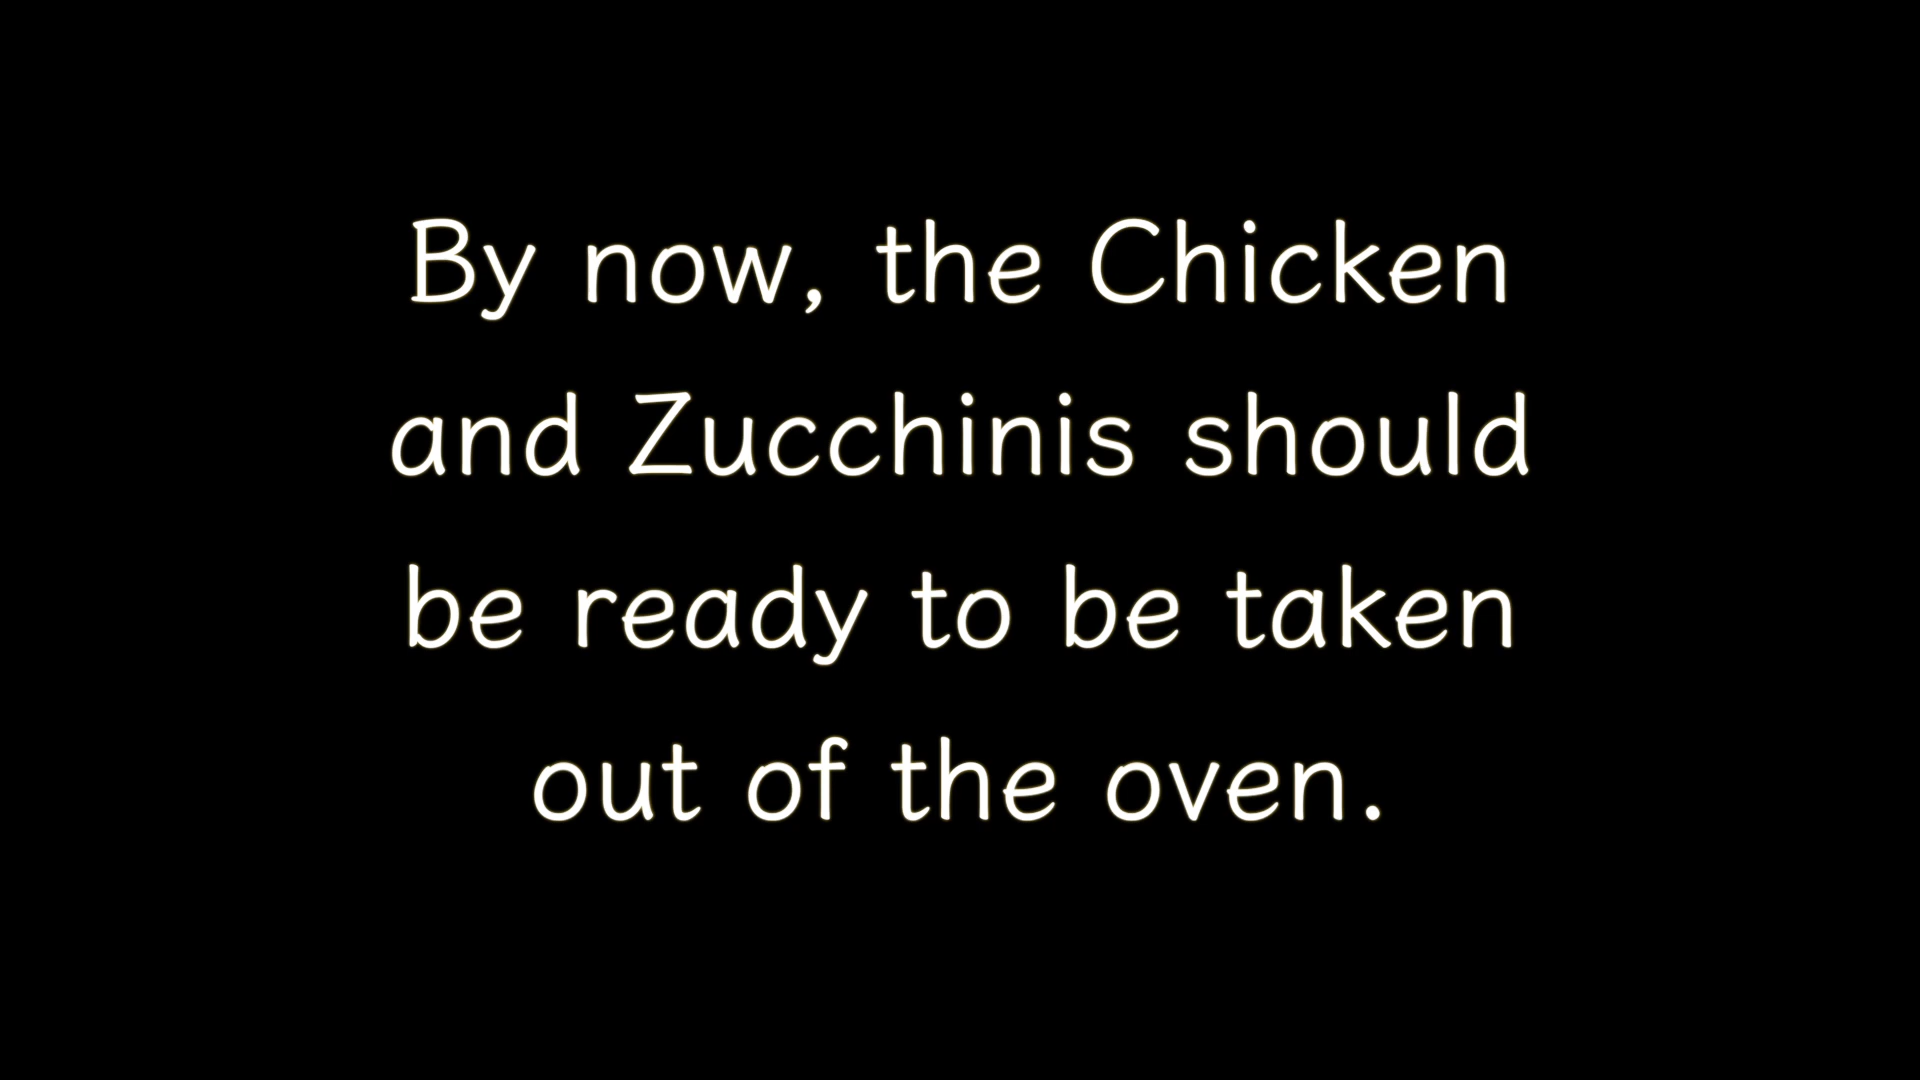 By now, the Chicken
and Zucchinis should
be ready to be taken
out of the oven.